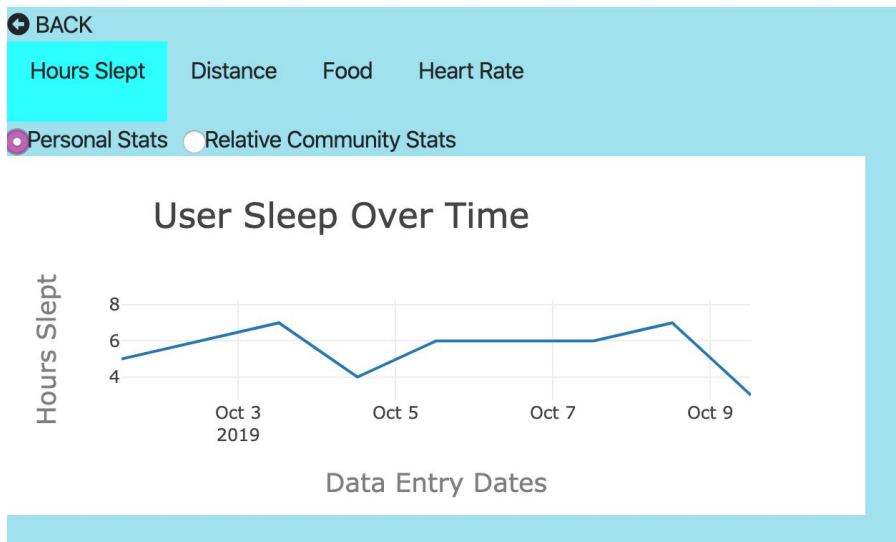 BACK
Hours Slept Distance Food Heart Rate
Personal Stats Relative Community Stats
User Sleep Over Time
Hours Slept
8
6
4
Oct 3 Oct 5 Oct 7 Oct 9
2019
Data Entry Dates